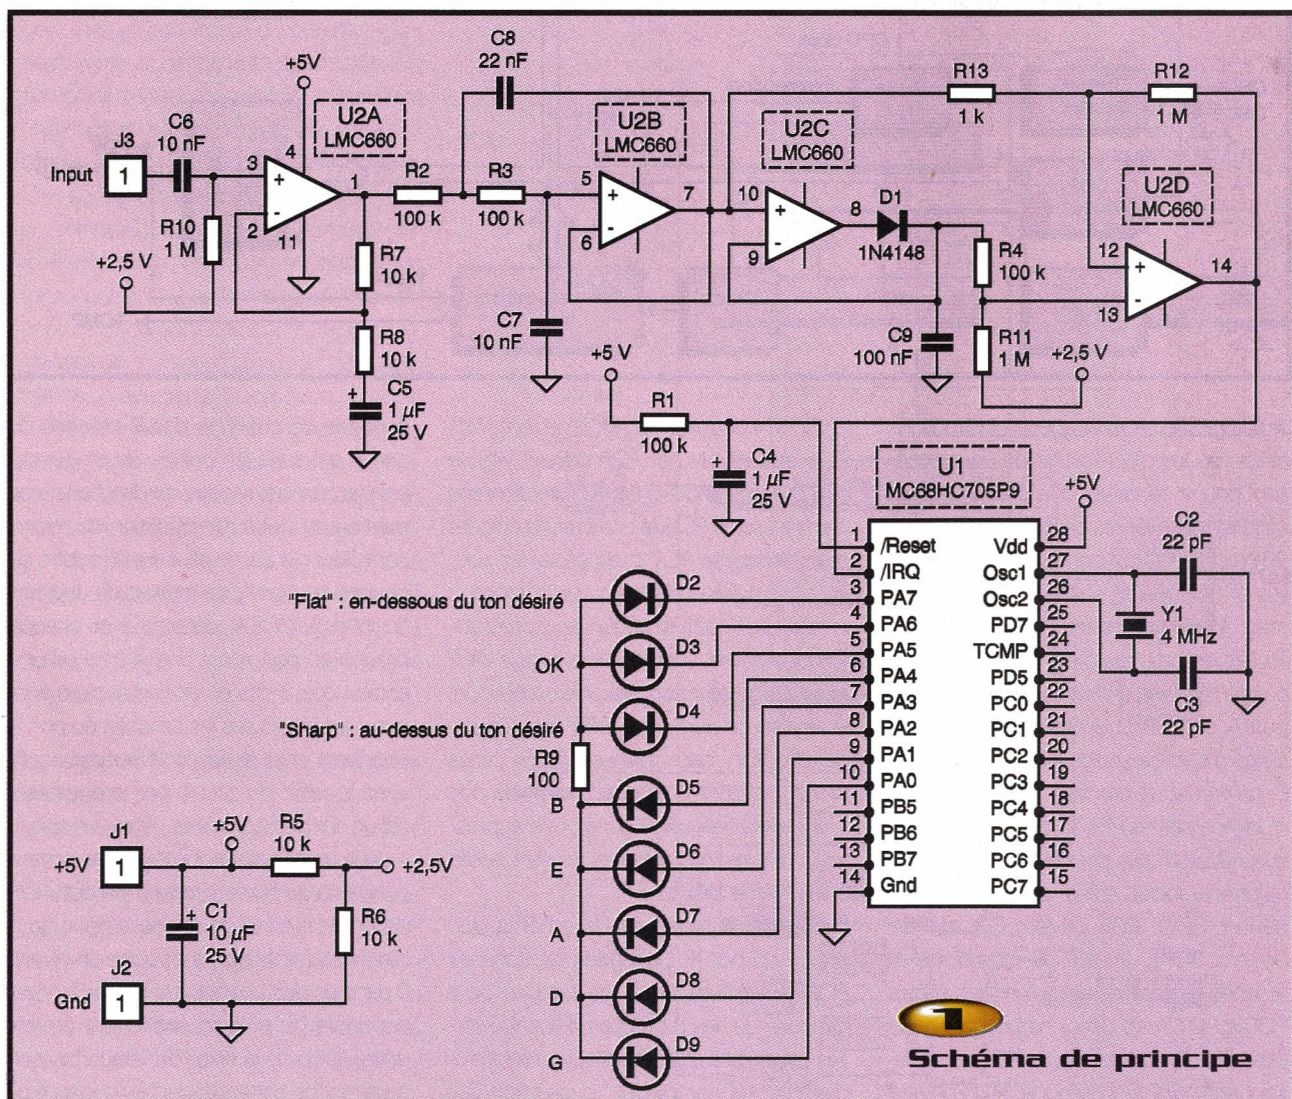 C8
22 nF
+5V
R13
1 k
R12
1 M
U2A
LMC660
C6
10 nF
J3
Input
1
3
+
4
1
-
2
11
R10
1 M
+2,5 V
R2
100 k
R3
100 k
U2B
LMC660
5
+
7
-
6
U2C
LMC660
10
+
8
-
9
D1
1N4148
U2D
LMC660
12
+
14
-
13
R7
10 k
R8
10 k
+
C5
1 µF
25 V
C7
10 nF
R4
100 k
C9
100 nF
R11
1 M
+2,5 V
+5 V
R1
100 k
+
C4
1 µF
25 V
U1
MC68HC705P9
+5V
C2
22 pF
Y1
4 MHz
C3
22 pF
1 /Reset Vdd 28
2 /IRQ Osc1 27
3 PA7 Osc2 26
4 PA6 PD7 25
5 PA5 TCMP 24
6 PA4 PD5 23
7 PA3 PC0 22
8 PA2 PC1 21
9 PA1 PC2 20
10 PA0 PC3 19
11 PB5 PC4 18
12 PB6 PC5 17
13 PB7 PC6 16
14 Gnd PC7 15
"Flat" : en-dessous du ton désiré
D2
OK
D3
"Sharp" : au-dessus du ton désiré
D4
R9
100
B
D5
E
D6
A
D7
D
D8
G
D9
J1
+5V
1
+5V
R5
10 k
+2,5V
+
C1
10 µF
25 V
R6
10 k
J2
Gnd
1
1
Schéma de principe